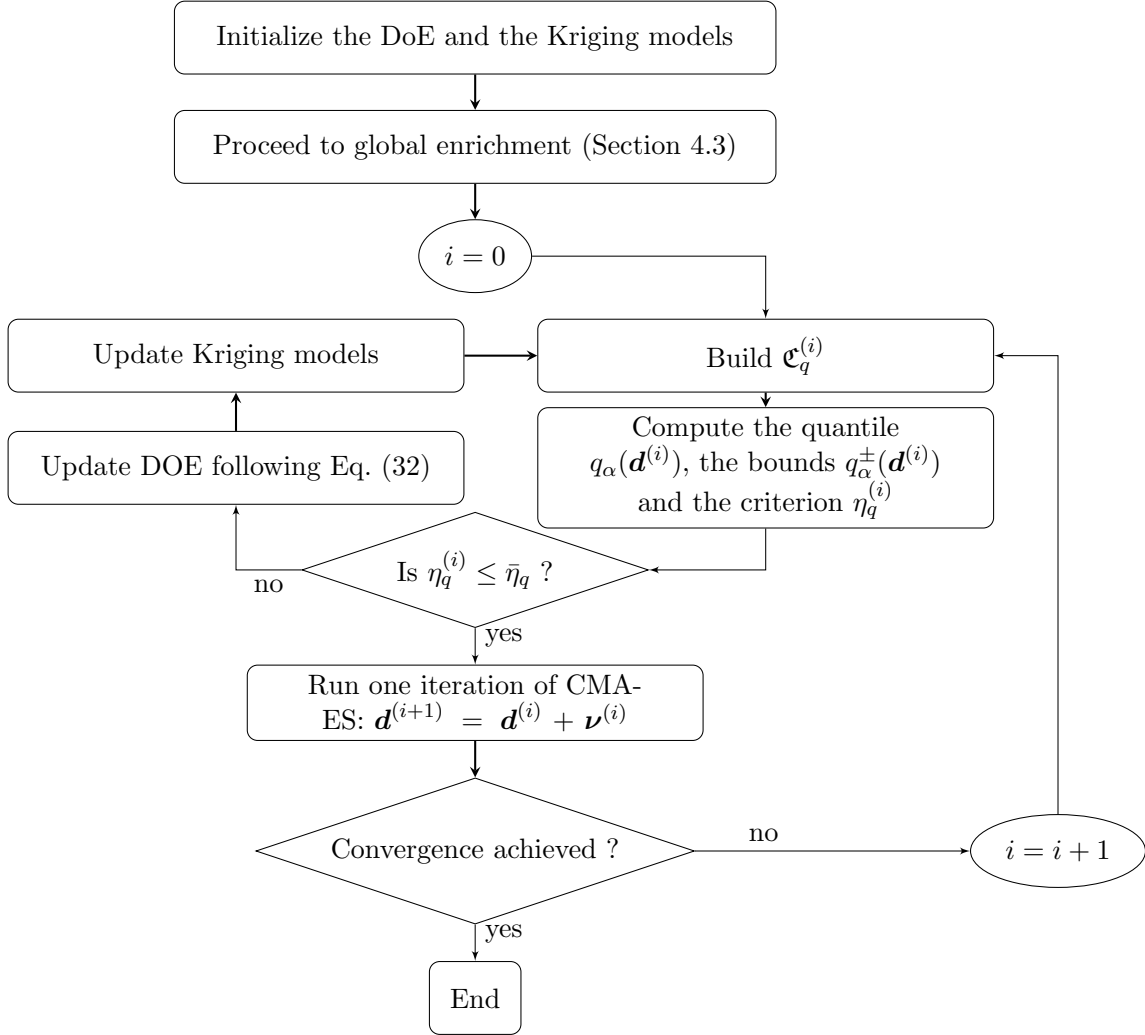 Initialize the DoE and the Kriging models
Proceed to global enrichment (Section 4.3)
i = 0
Update Kriging models
Build 𝕮_q^{(i)}
Compute the quantile
q_α(𝒅^{(i)}), the bounds q_α^±(𝒅^{(i)})
and the criterion η_q^{(i)}
Update DOE following Eq. (32)
Is η_q^{(i)} ≤ η̄_q ?
no
yes
Run one iteration of CMA-
ES: 𝒅^{(i+1)} = 𝒅^{(i)} + 𝝂^{(i)}
Convergence achieved ?
no
i = i + 1
yes
End